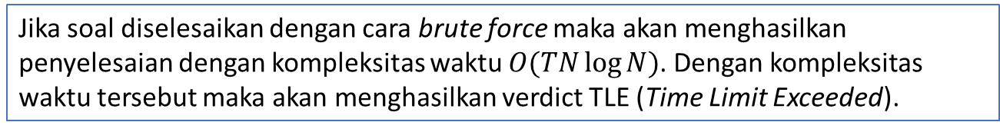 Jika soal diselesaikan dengan cara brute force maka akan menghasilkan
penyelesaian dengan kompleksitas waktu O(TN log N). Dengan kompleksitas
waktu tersebut maka akan menghasilkan verdict TLE (Time Limit Exceeded).